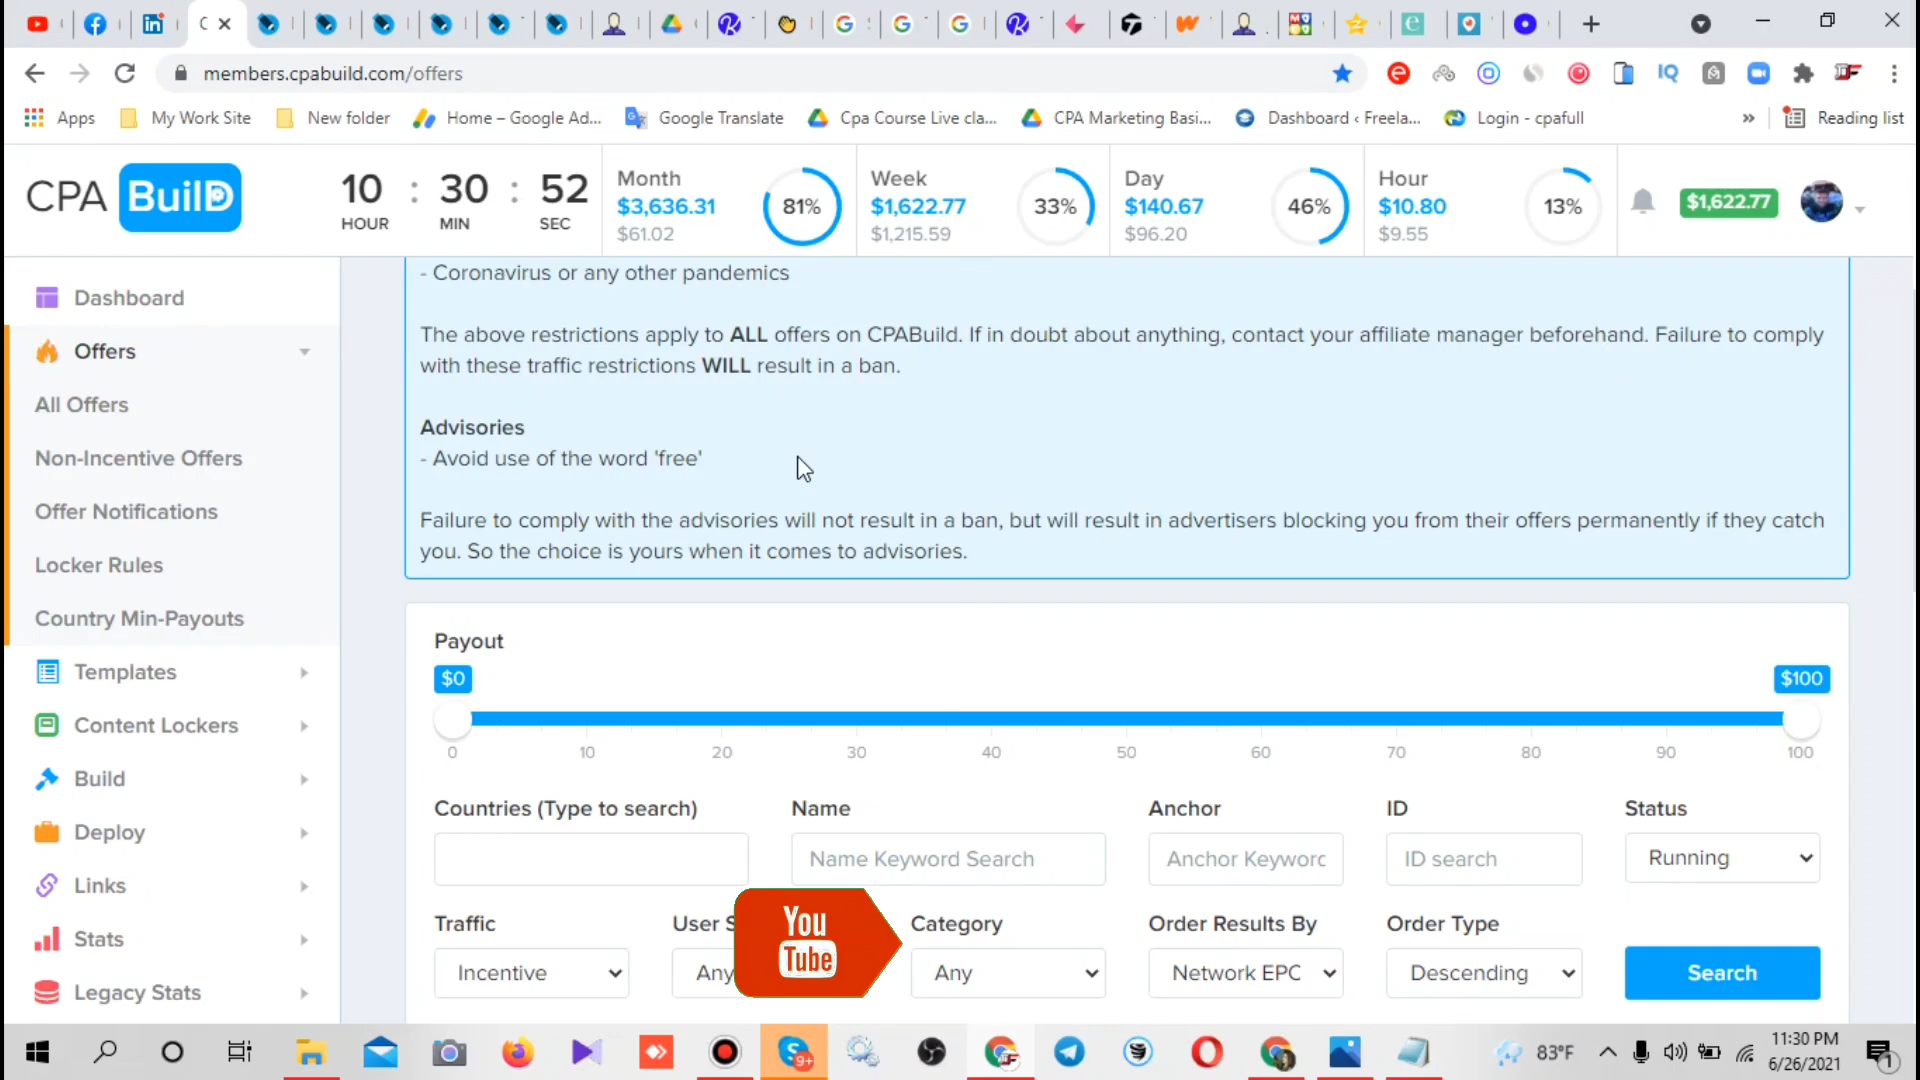 members.cpabuild.com/offers
Apps
My Work Site
New folder
Home – Google Ad...
Google Translate
Cpa Course Live cla...
CPA Marketing Basi...
Dashboard ‹ Freela...
Login - cpafull
»
Reading list
CPA BuilD
10 : 30 : 52
HOUR MIN SEC
Month
$3,636.31
$61.02
81%
Week
$1,622.77
$1,215.59
33%
Day
$140.67
$96.20
46%
Hour
$10.80
$9.55
13%
$1,622.77
Dashboard
Offers
All Offers
Non-Incentive Offers
Offer Notifications
Locker Rules
Country Min-Payouts
Templates
Content Lockers
Build
Deploy
Links
Stats
Legacy Stats
- Coronavirus or any other pandemics
The above restrictions apply to ALL offers on CPABuild. If in doubt about anything, contact your affiliate manager beforehand. Failure to comply
with these traffic restrictions WILL result in a ban.
Advisories
- Avoid use of the word 'free'
Failure to comply with the advisories will not result in a ban, but will result in advertisers blocking you from their offers permanently if they catch
you. So the choice is yours when it comes to advisories.
Payout
$0 $100
0 10 20 30 40 50 60 70 80 90 100
Countries (Type to search) Name Anchor ID Status
Name Keyword Search Anchor Keyworc ID search Running
Traffic User S Category Order Results By Order Type
Incentive Any Any Network EPC Descending Search
You
Tube
83°F
11:30 PM
6/26/2021